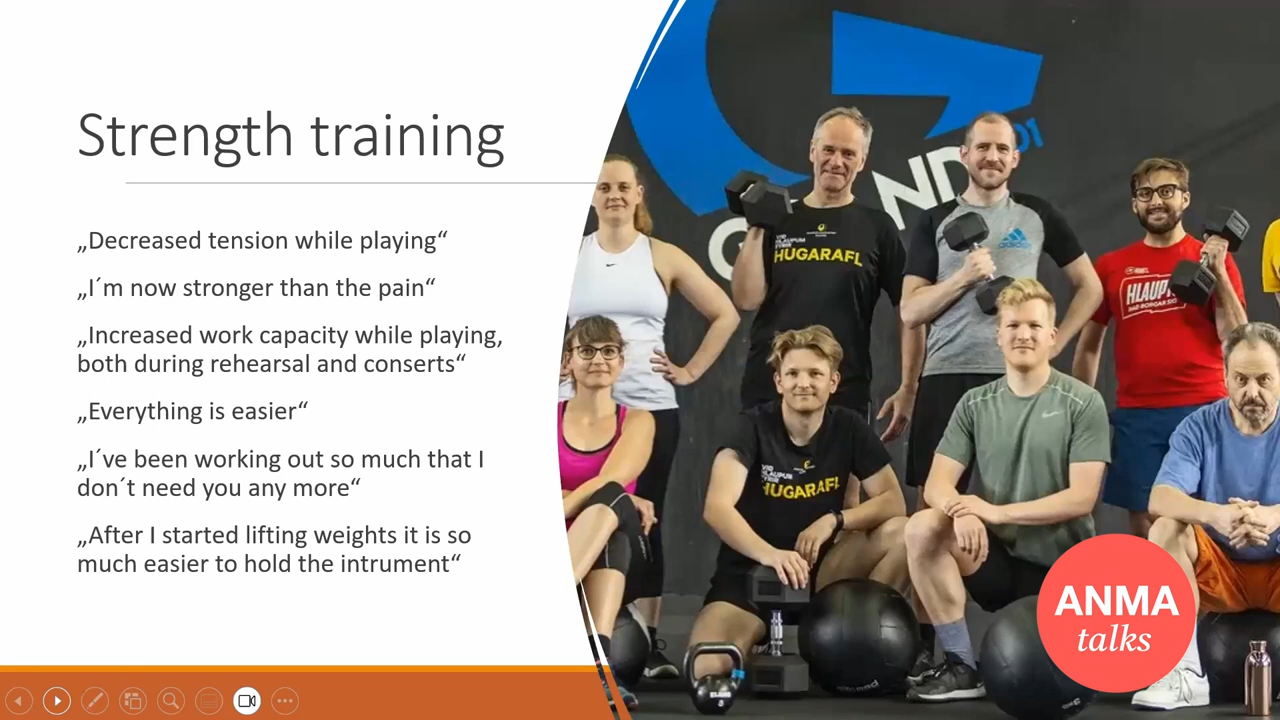 Strength training
„Decreased tension while playing“
„I´m now stronger than the pain“
„Increased work capacity while playing,
both during rehearsal and conserts“
„Everything is easier“
„I´ve been working out so much that I
don´t need you any more“
„After I started lifting weights it is so
much easier to hold the intrument“
HUGARAFL
adidas
HUGARAFL
ANMA
talks